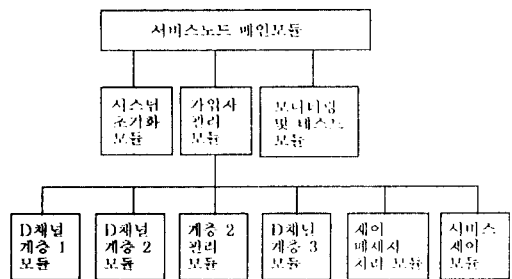 서비스노드 메인모듈
시스템
초기화
모듈
가입자
관리
모듈
모니터링
및 테스트
모듈
D채널
계층 1
모듈
D채널
계층 2
모듈
계층 2
관리
모듈
D채널
계층 3
제어
메세지
처리 모듈
서비스
제어
모듈